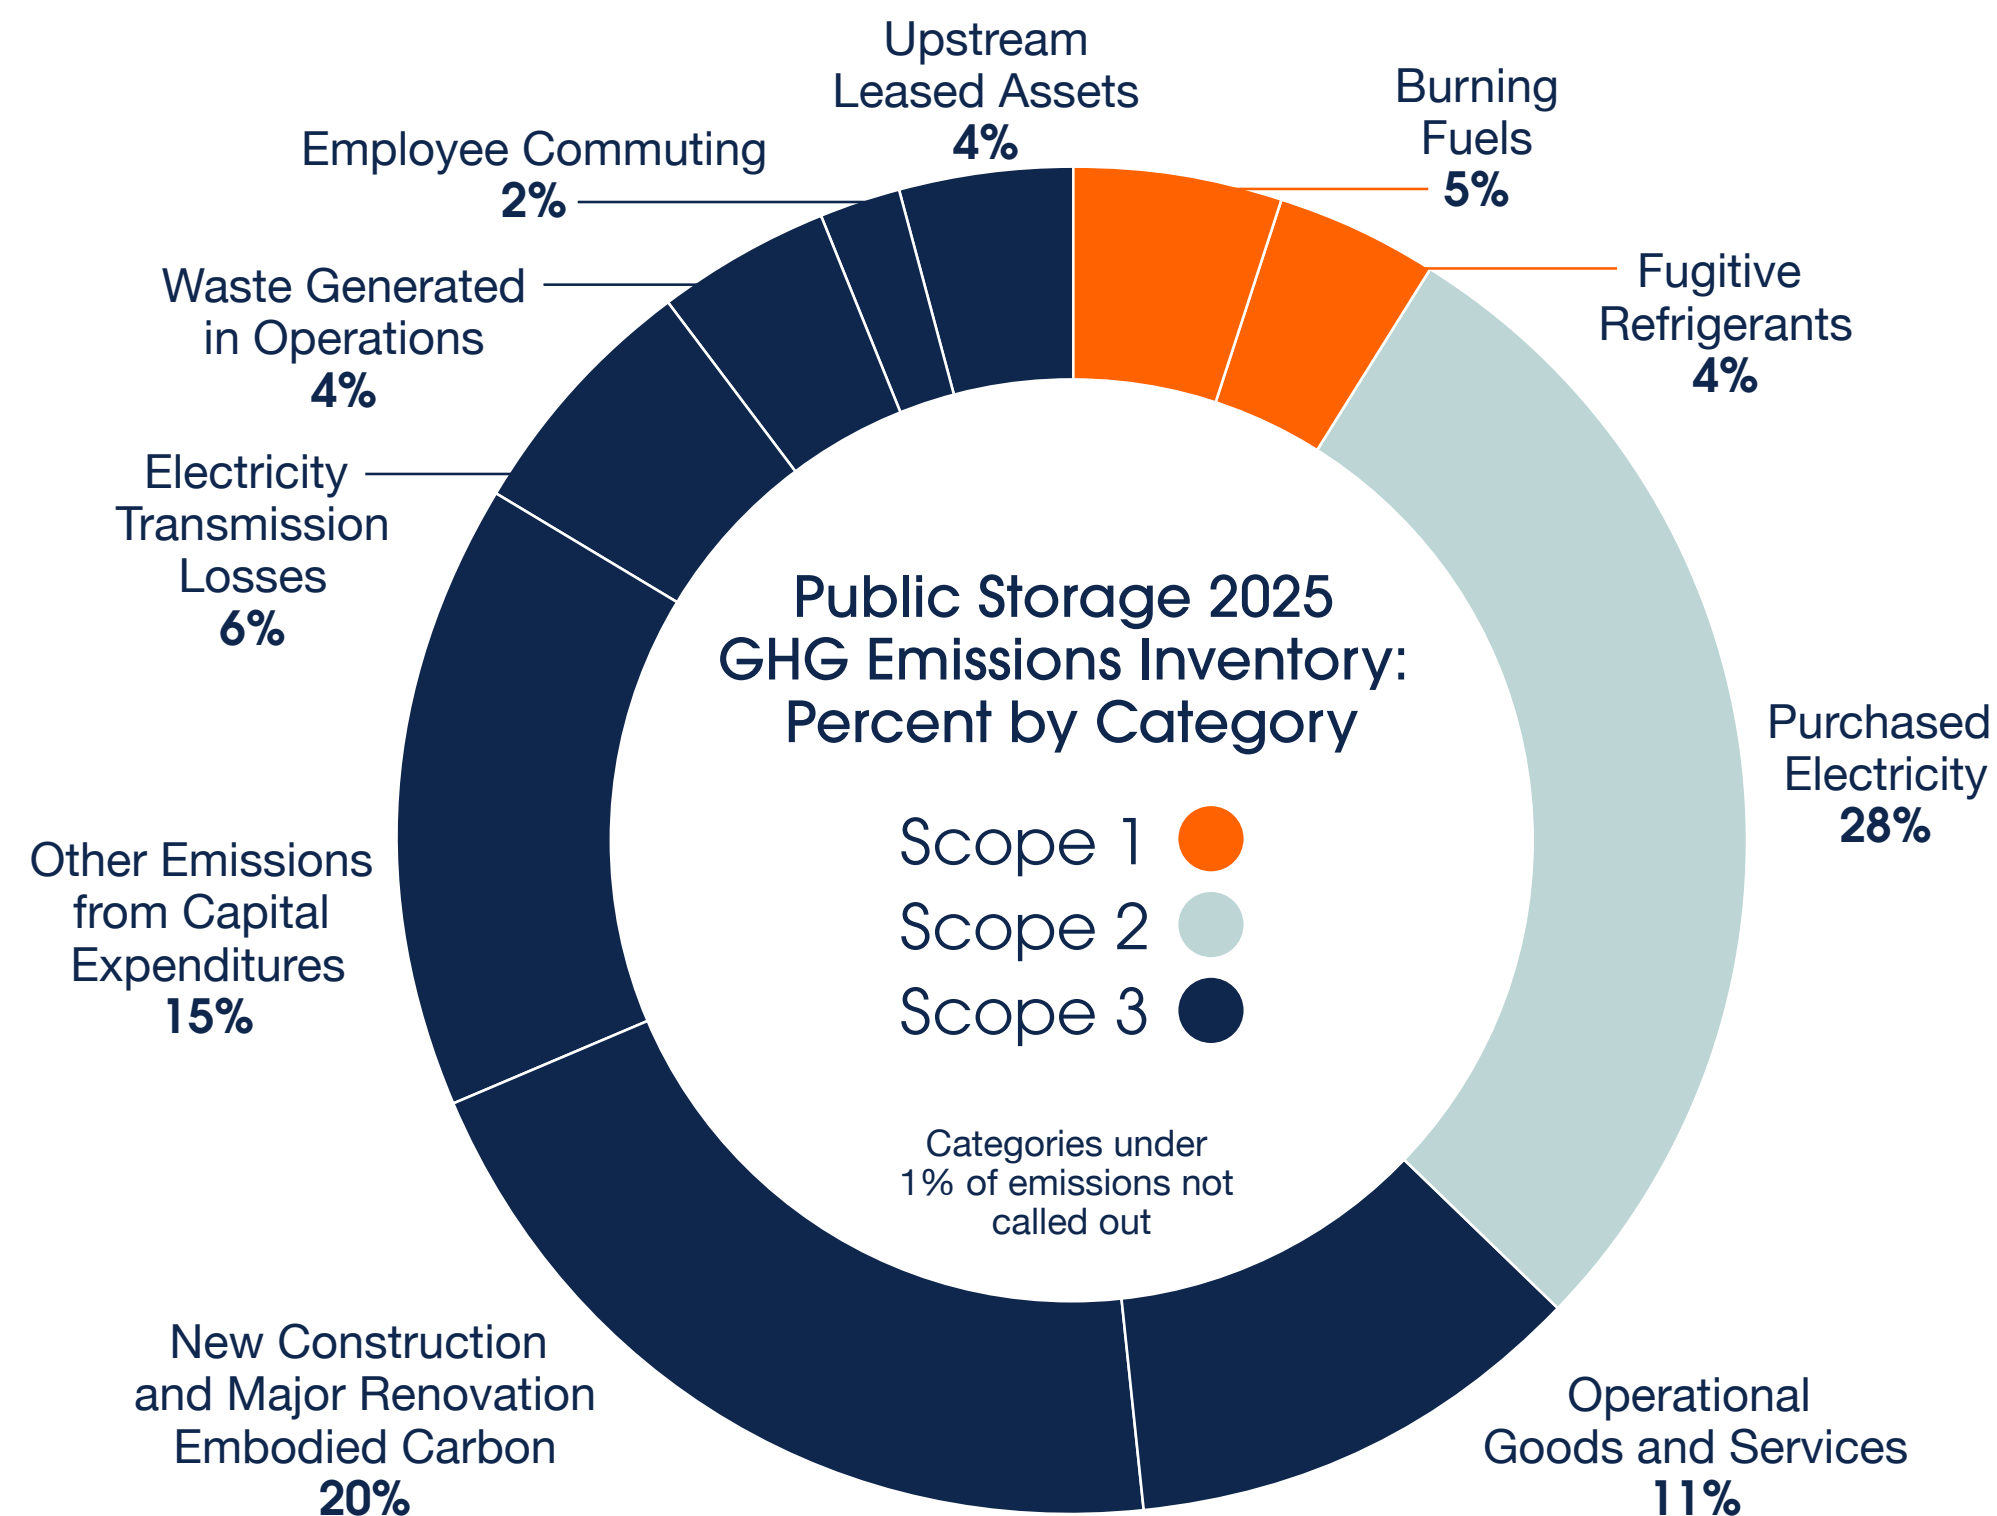 Upstream
Leased Assets
4%
Burning
Fuels
5%
Fugitive
Refrigerants
4%
Purchased
Electricity
28%
Operational
Goods and Services
11%
New Construction
and Major Renovation
Embodied Carbon
20%
Other Emissions
from Capital
Expenditures
15%
Electricity
Transmission
Losses
6%
Waste Generated
in Operations
4%
Employee Commuting
2%
Public Storage 2025
GHG Emissions Inventory:
Percent by Category
Scope 1
Scope 2
Scope 3
Categories under
1% of emissions not
called out